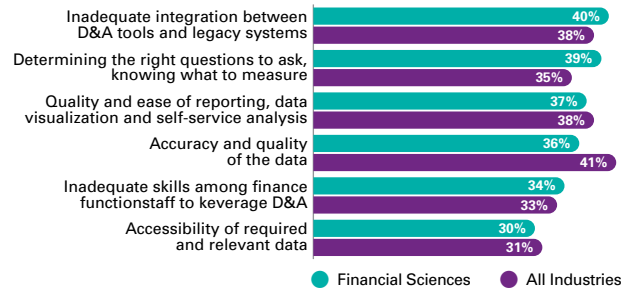 Inadequate integration between
D&A tools and legacy systems
40%
38%
Determining the right questions to ask,
knowing what to measure
39%
35%
Quality and ease of reporting, data
visualization and self-service analysis
37%
38%
Accuracy and quality
of the data
36%
41%
Inadequate skills among finance
functionstaff to keverage D&A
34%
33%
Accessibility of required
and relevant data
30%
31%
Financial Sciences
All Industries